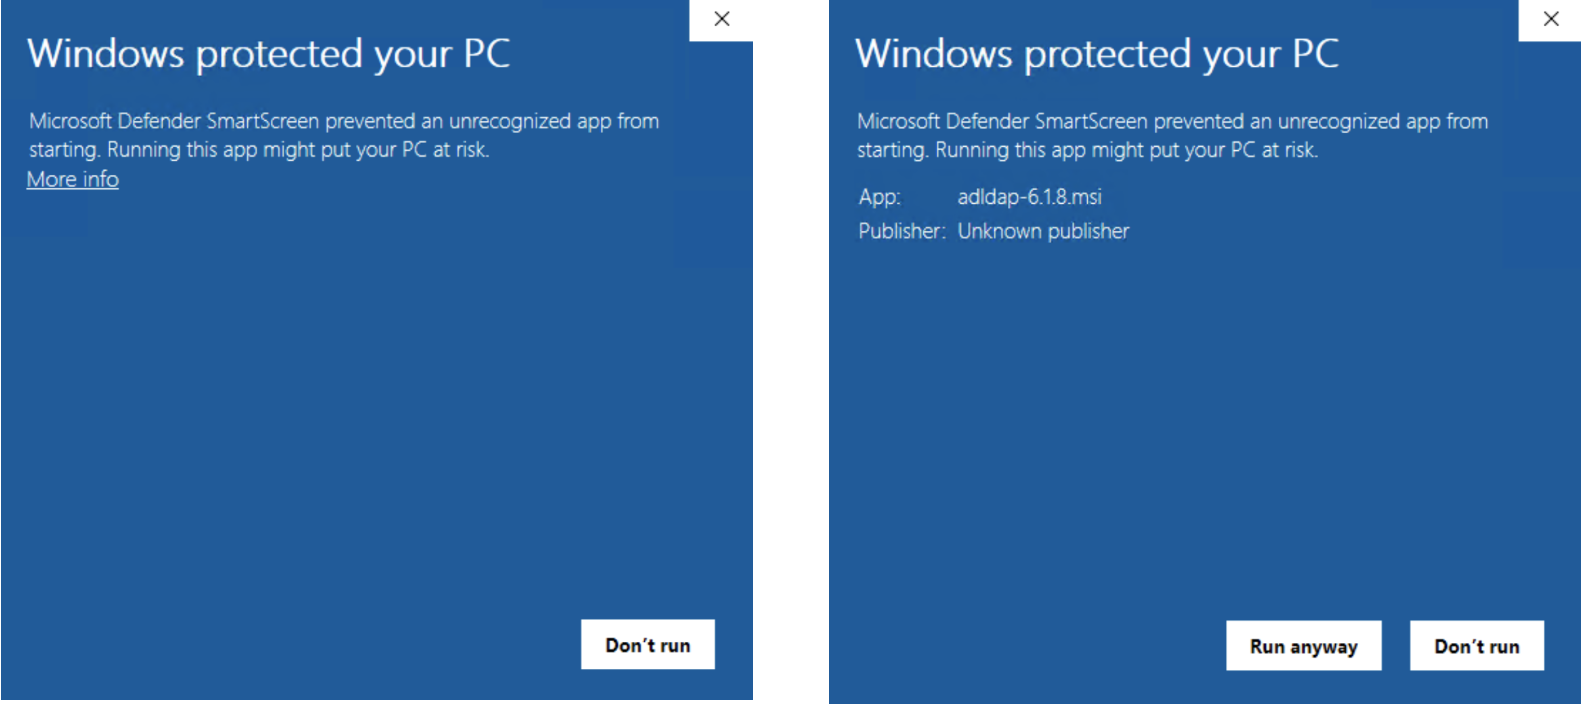 Windows protected your PC
Microsoft Defender SmartScreen prevented an unrecognized app from
starting. Running this app might put your PC at risk.
More info
Don't run
Windows protected your PC
Microsoft Defender SmartScreen prevented an unrecognized app from
starting. Running this app might put your PC at risk.
App: adldap-6.1.8.msi
Publisher: Unknown publisher
Run anyway Don't run